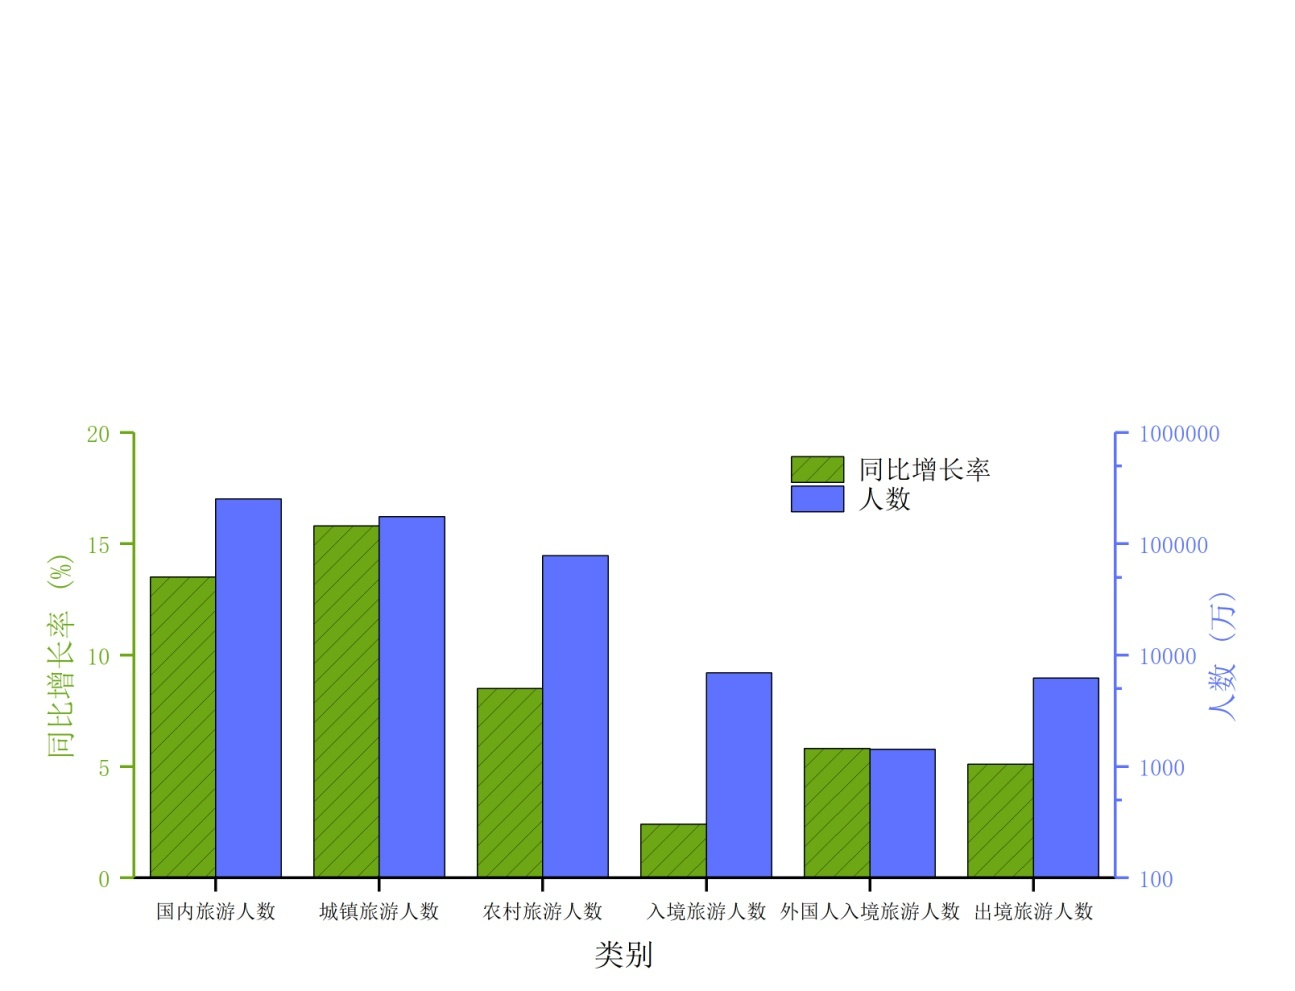 同比增长率
人数
20
15
10
5
0
同比增长率 (%)
1000000
100000
10000
1000
100
人数 (万)
国内旅游人数 城镇旅游人数 农村旅游人数 入境旅游人数 外国人入境旅游人数 出境旅游人数
类别